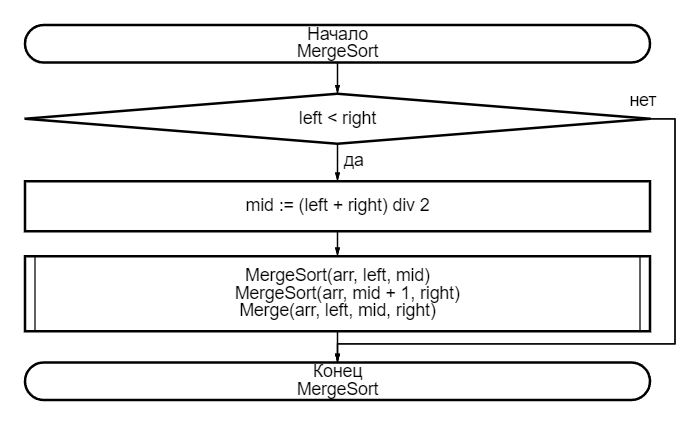 Начало
MergeSort
left < right
нет
да
mid := (left + right) div 2
MergeSort(arr, left, mid)
MergeSort(arr, mid + 1, right)
Merge(arr, left, mid, right)
Конец
MergeSort